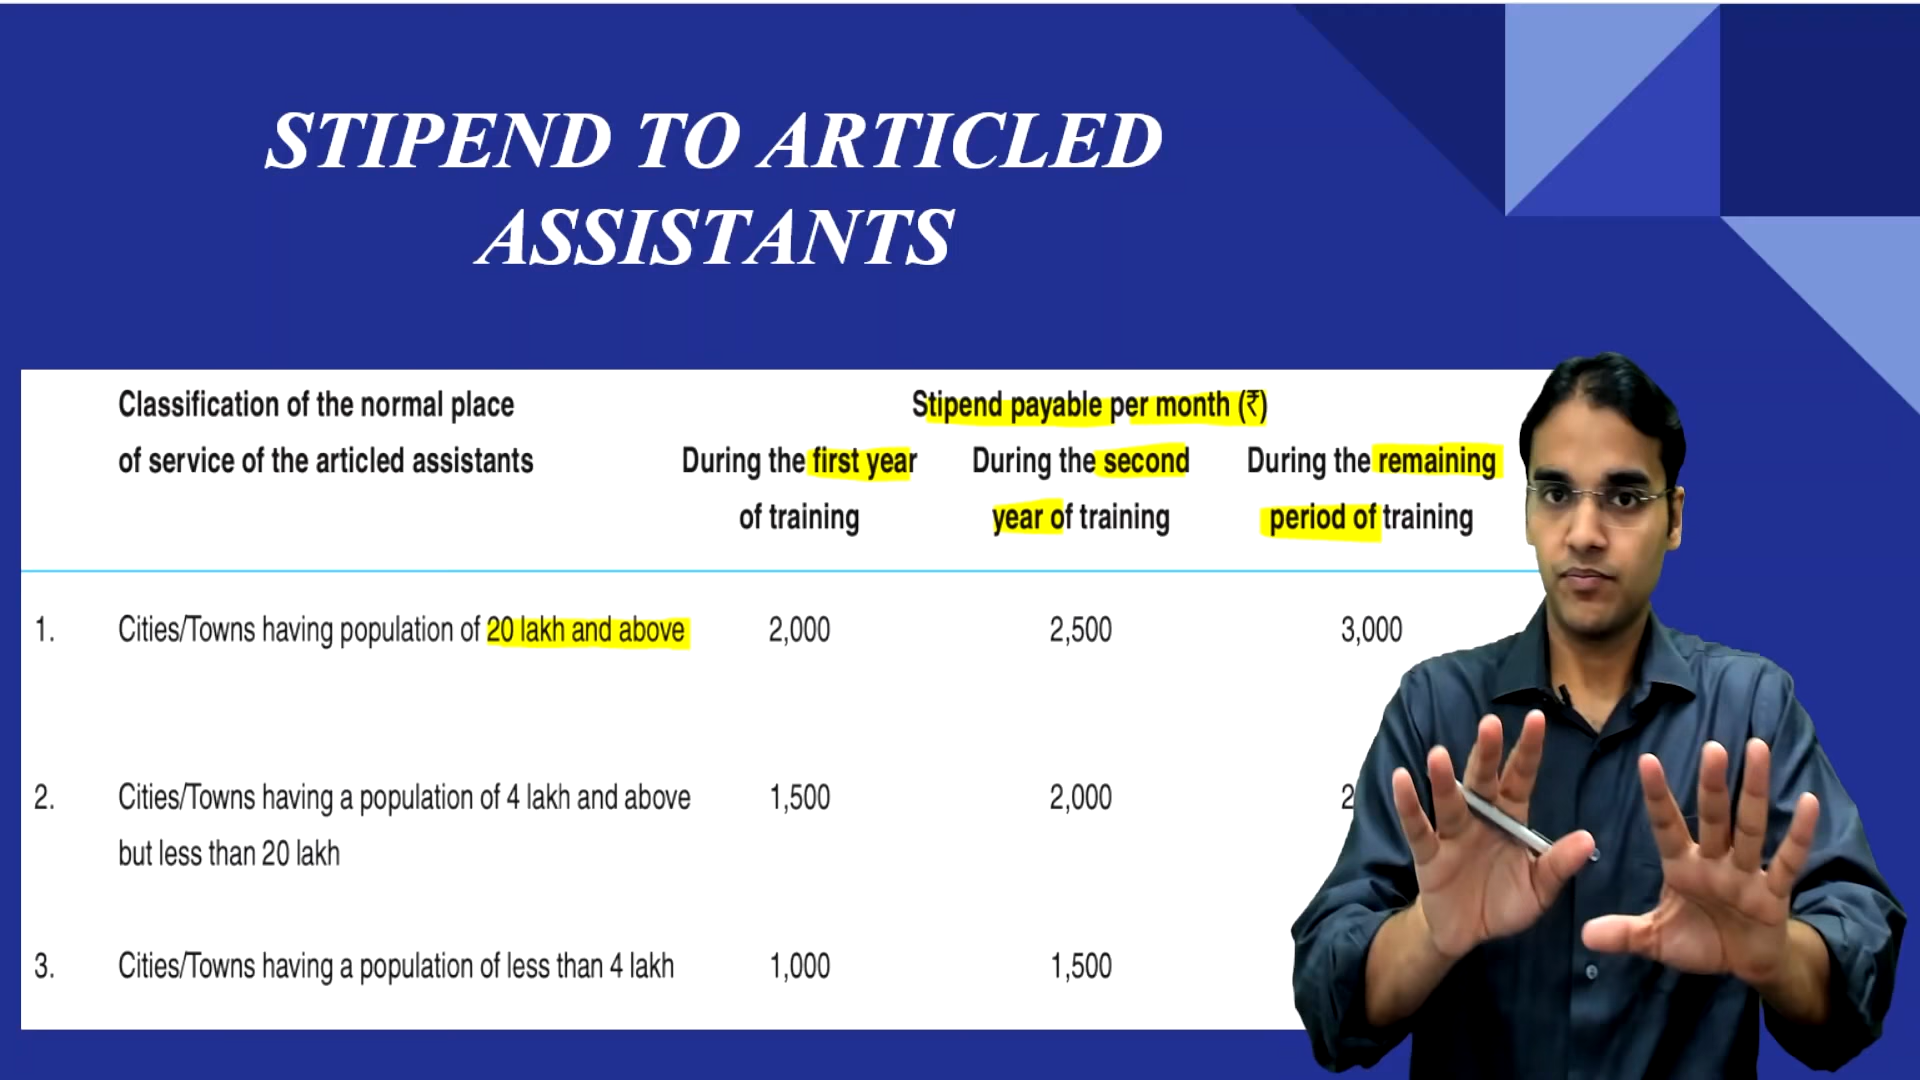 STIPEND TO ARTICLED
ASSISTANTS
Classification of the normal place Stipend payable per month (₹)
of service of the articled assistants During the first year During the second During the remaining
of training year of training period of training
1. Cities/Towns having population of 20 lakh and above 2,000 2,500 3,000
2. Cities/Towns having a population of 4 lakh and above 1,500 2,000
but less than 20 lakh
3. Cities/Towns having a population of less than 4 lakh 1,000 1,500